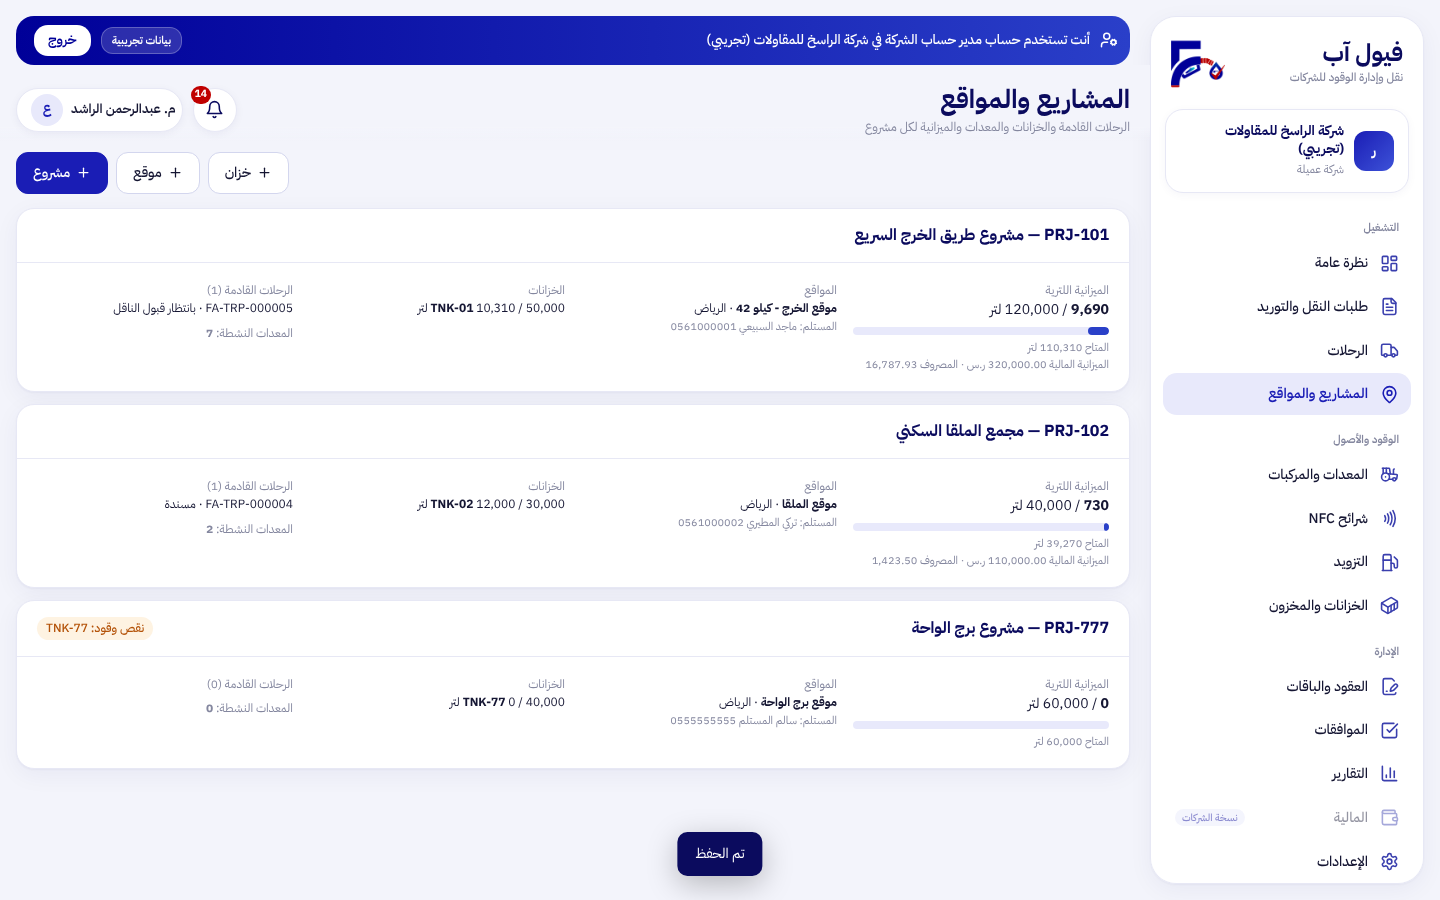 أنت تستخدم حساب مدير حساب الشركة في شركة الراسخ للمقاولات (تجريبي)
بيانات تجريبية
خروج
فيول آب
نقل وإدارة الوقود للشركات
شركة الراسخ للمقاولات (تجريبي)
شركة عميلة
ر
التشغيل
نظرة عامة
طلبات النقل والتوريد
الرحلات
المشاريع والمواقع
الوقود والأصول
المعدات والمركبات
شرائح NFC
التزويد
الخزانات والمخزون
الإدارة
العقود والباقات
الموافقات
التقارير
المالية
نسخة الشركات
الإعدادات
المشاريع والمواقع
الرحلات القادمة والخزانات والمعدات والميزانية لكل مشروع
14
م. عبدالرحمن الراشد
ع
+ خزان
+ موقع
+ مشروع
PRJ-101 — مشروع طريق الخرج السريع
الميزانية اللترية
9,690 / 120,000 لتر
المتاح 110,310 لتر
الميزانية المالية 320,000.00 ر.س · المصروف 16,787.93
المواقع
موقع الخرج - كيلو 42 · الرياض
المستلم: ماجد السبيعي 0561000001
الخزانات
TNK-01 10,310 / 50,000 لتر
الرحلات القادمة (1)
FA-TRP-000005 · بانتظار قبول الناقل
المعدات النشطة: 7
PRJ-102 — مجمع الملقا السكني
الميزانية اللترية
730 / 40,000 لتر
المتاح 39,270 لتر
الميزانية المالية 110,000.00 ر.س · المصروف 1,423.50
المواقع
موقع الملقا · الرياض
المستلم: تركي المطيري 0561000002
الخزانات
TNK-02 12,000 / 30,000 لتر
الرحلات القادمة (1)
FA-TRP-000004 · مسندة
المعدات النشطة: 2
PRJ-777 — مشروع برج الواحة
نقص وقود: TNK-77
الميزانية اللترية
0 / 60,000 لتر
المتاح 60,000 لتر
المواقع
موقع برج الواحة · الرياض
المستلم: سالم المستلم 0555555555
الخزانات
TNK-77 0 / 40,000 لتر
الرحلات القادمة (0)
المعدات النشطة: 0
تم الحفظ